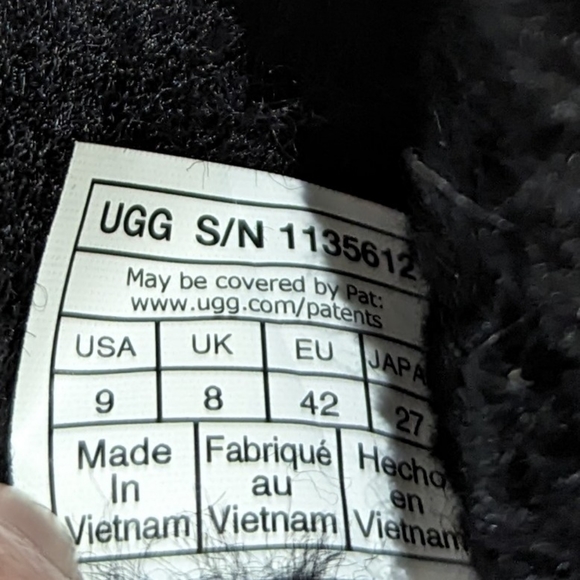 UGG S/N 1135612
May be covered by Pat:
www.ugg.com/patents
USA UK EU JAPA
9 8 42 27
Made Fabriqué Hecho
In au en
Vietnam Vietnam Vietnam